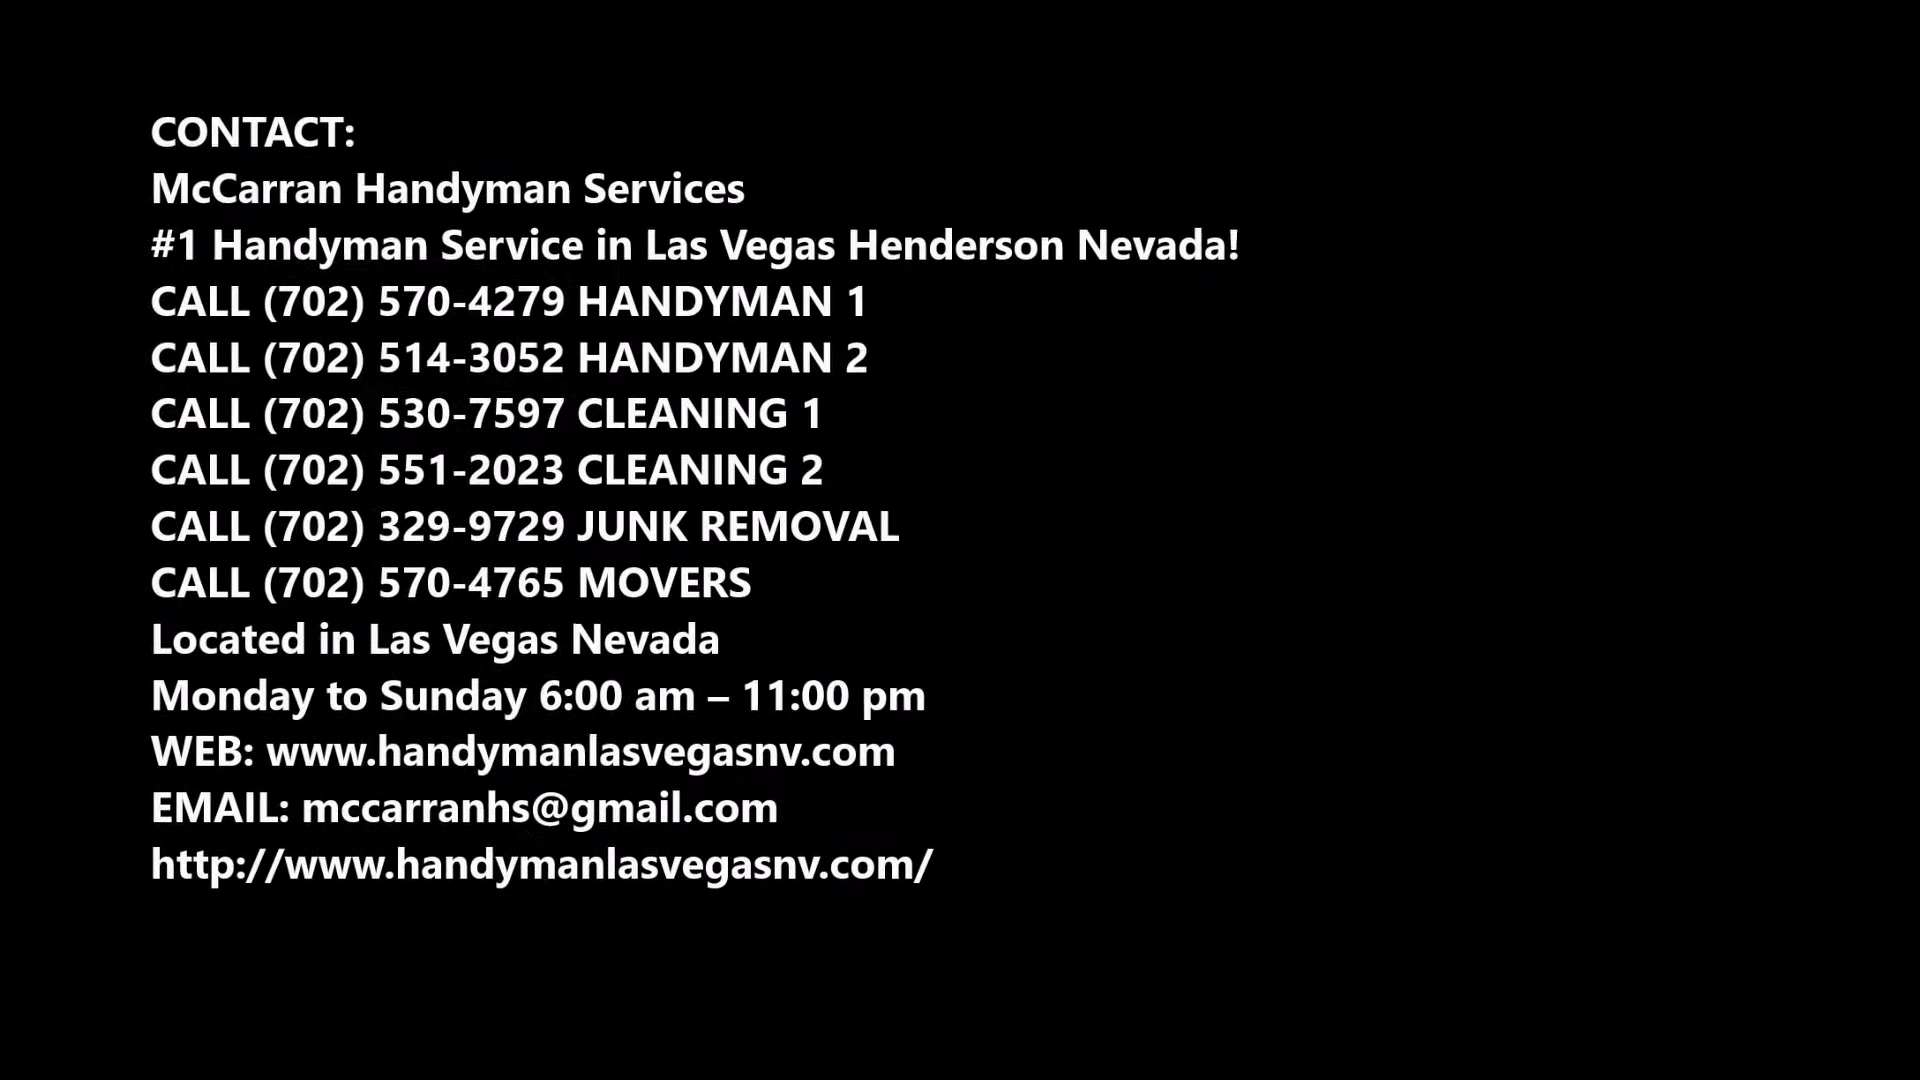 CONTACT:
McCarran Handyman Services
#1 Handyman Service in Las Vegas Henderson Nevada!
CALL (702) 570-4279 HANDYMAN 1
CALL (702) 514-3052 HANDYMAN 2
CALL (702) 530-7597 CLEANING 1
CALL (702) 551-2023 CLEANING 2
CALL (702) 329-9729 JUNK REMOVAL
CALL (702) 570-4765 MOVERS
Located in Las Vegas Nevada
Monday to Sunday 6:00 am – 11:00 pm
WEB: www.handymanlasvegasnv.com
EMAIL: mccarranhs@gmail.com
http://www.handymanlasvegasnv.com/